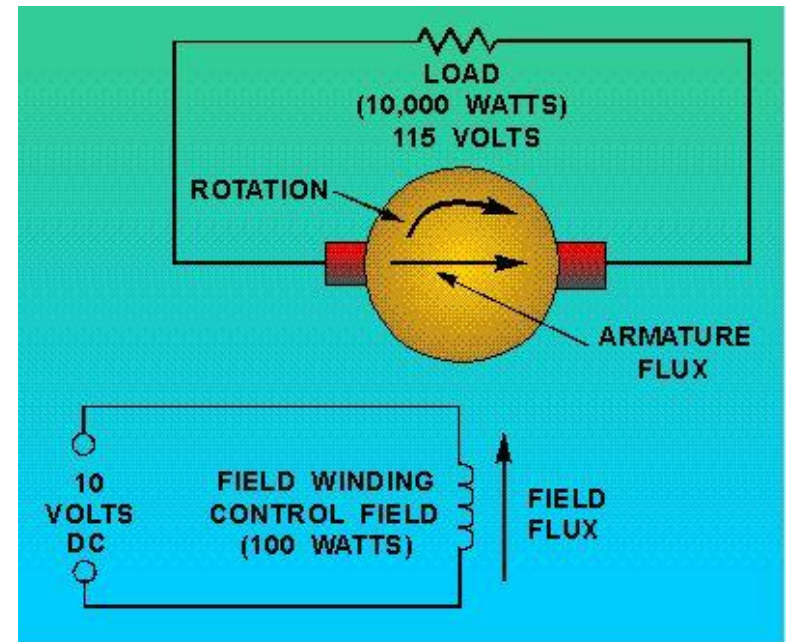 LOAD
(10,000 WATTS)
115 VOLTS
ROTATION
ARMATURE
FLUX
10
VOLTS
DC
FIELD WINDING
CONTROL FIELD
(100 WATTS)
FIELD
FLUX